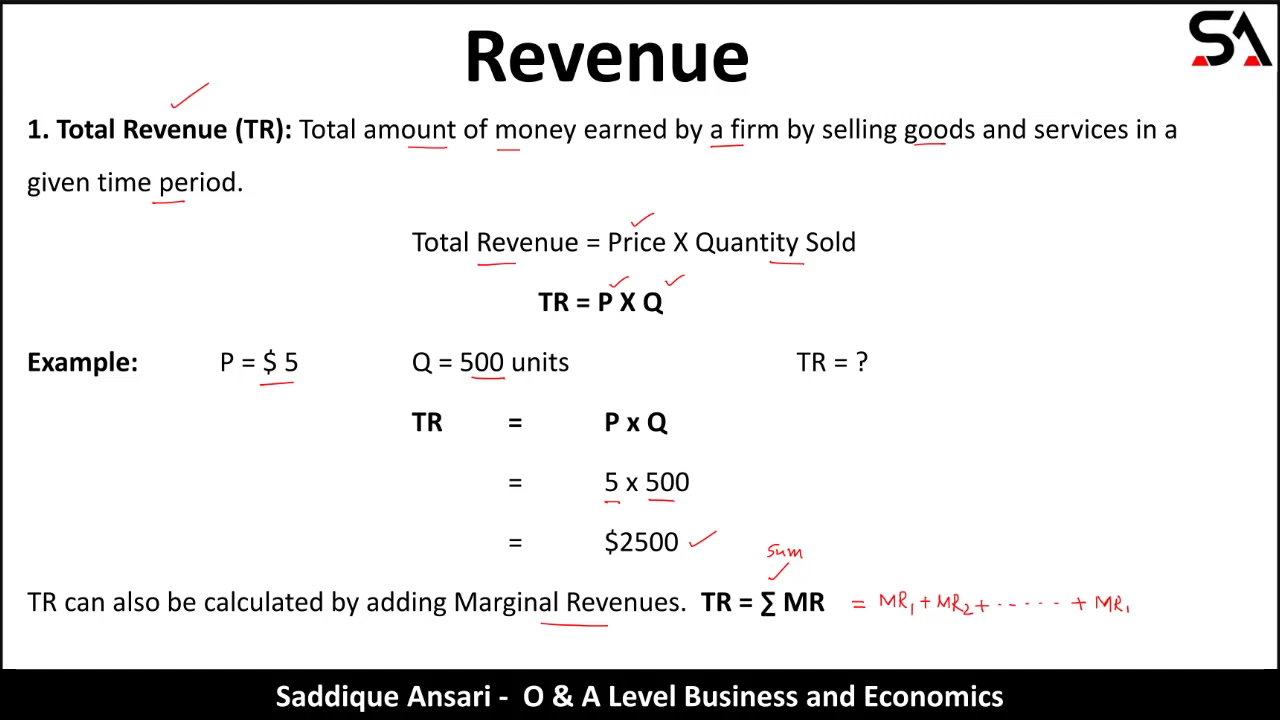 Revenue
SA
1. Total Revenue (TR): Total amount of money earned by a firm by selling goods and services in a
given time period.
Total Revenue = Price X Quantity Sold
TR = P X Q
Example: P = $ 5 Q = 500 units TR = ?
TR = P x Q
= 5 x 500
= $2500
Sum
TR can also be calculated by adding Marginal Revenues. TR = ∑ MR = MR₁ + MR₂ + ...... + MR₁
Saddique Ansari - O & A Level Business and Economics